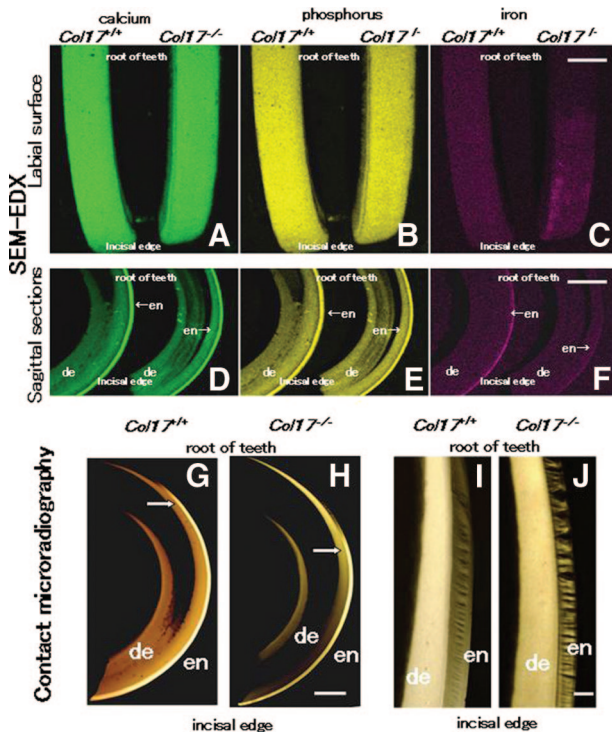 calcium phosphorus iron
Col17+/+ Col17-/- Col17+/+ Col17-/- Col17+/+ Col17-/-
SEM-EDX
Labial surface
root of teeth root of teeth root of teeth
A B C
Incisal edge Incisal edge Incisal edge
Sagittal sections
root of teeth root of teeth root of teeth
←en ←en ←en
en→ en→ en→
de de de de de de
Incisal edge Incisal edge Incisal edge
D E F
Col17+/+ Col17-/- Col17+/+ Col17-/-
root of teeth root of teeth
Contact microradiography
G H I J
de en de en de en de en
incisal edge incisal edge